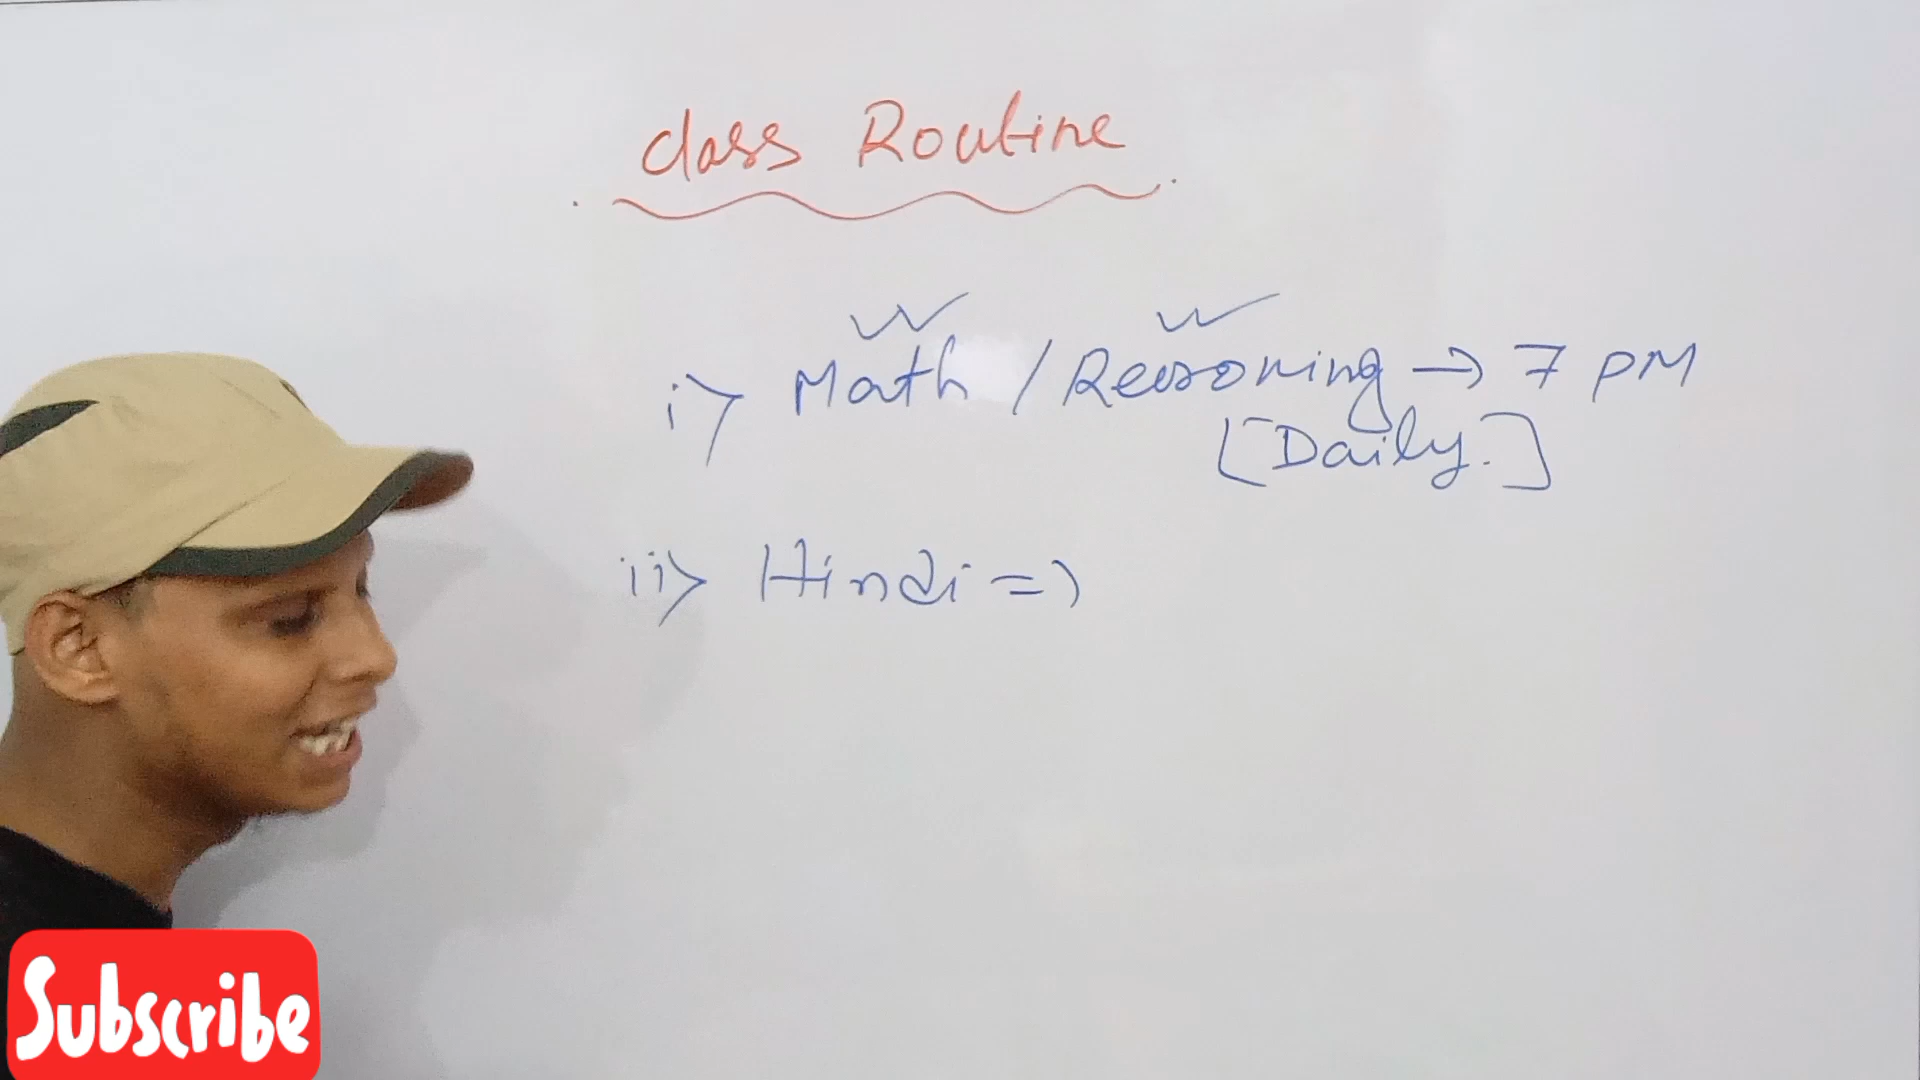 Class Routine
i> Math / Reasoning → 7 PM
[Daily.]
ii> Hindi =>
Subscribe